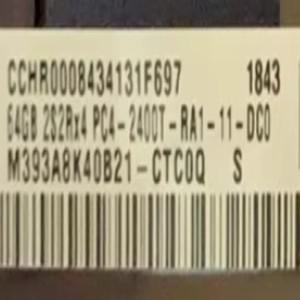 CCHR0008434131F697 1843
64GB 2S2Rx4 PC4-2400T-RA1-11-DC0
M393A8K40B21-CTC0Q S